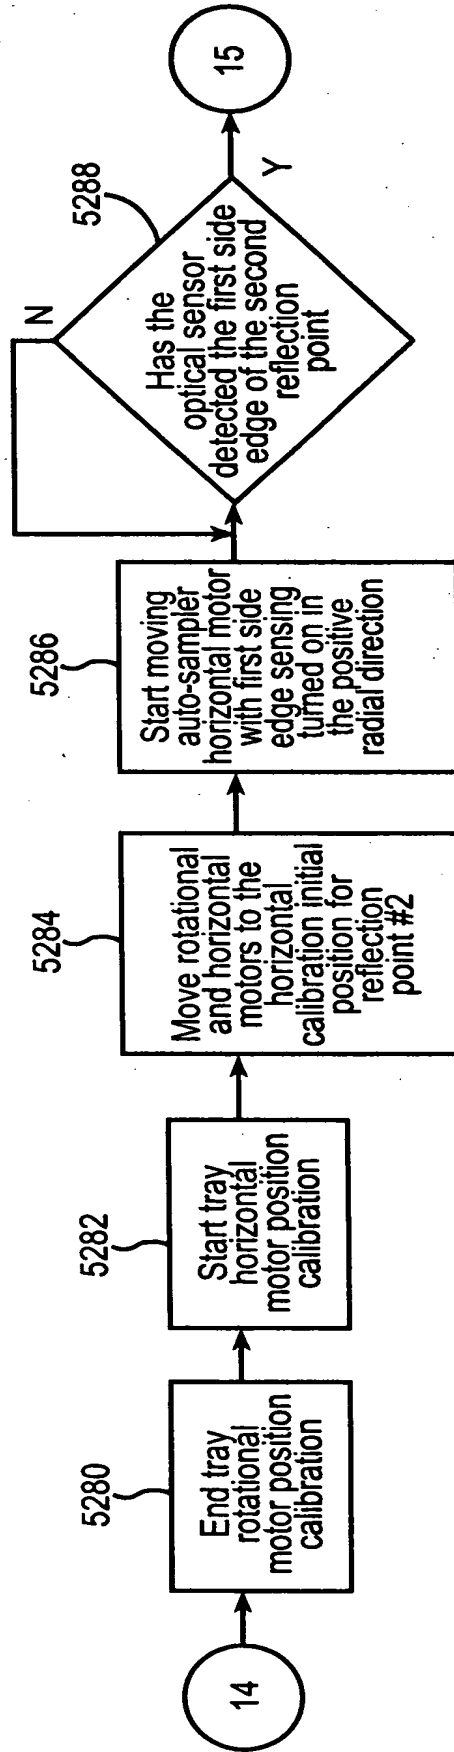 14
5280
End tray
rotational
motor position
calibration
5282
Start tray
horizontal
motor position
calibration
5284
Move rotational
and horizontal
motors to the
horizontal
calibration initial
position for
reflection
point #2
5286
Start moving
auto-sampler
horizontal motor
with first side
edge sensing
turned on in
the positive
radial direction
5288
Has the
optical sensor
detected the first side
edge of the second
reflection
point
N
Y
15